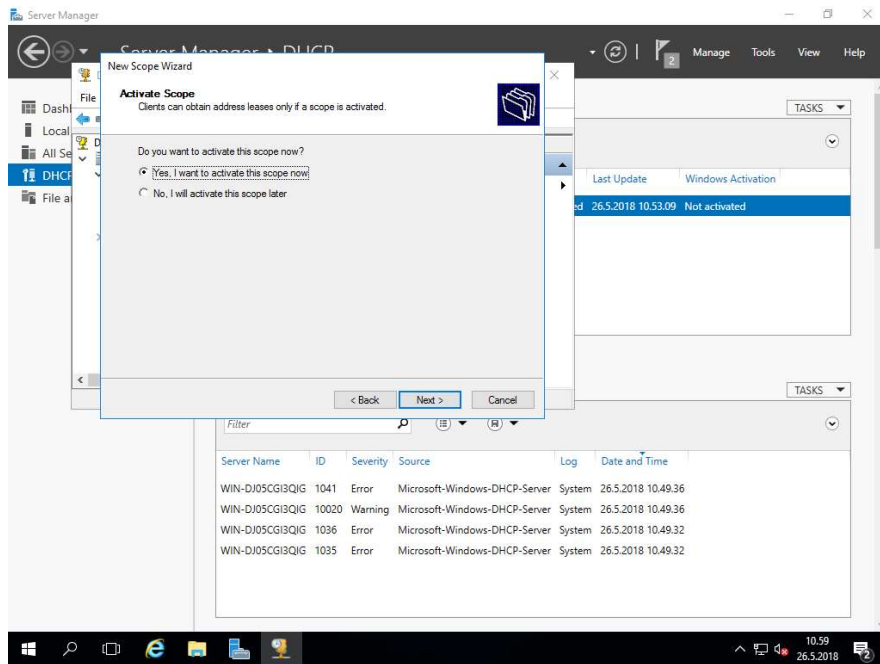 Server Manager
Server Manager ▸ DHCP
2
Manage Tools View Help
New Scope Wizard
Activate Scope
Clients can obtain address leases only if a scope is activated.
File
Do you want to activate this scope now?
Yes, I want to activate this scope now
No, I will activate this scope later
< Back Next > Cancel
Dash
Local
All Se
DHCP
File a
TASKS
Last Update Windows Activation
ed 26.5.2018 10.53.09 Not activated
TASKS
Filter
Server Name ID Severity Source Log Date and Time
WIN-DJ05CGI3QIG 1041 Error Microsoft-Windows-DHCP-Server System 26.5.2018 10.49.36
WIN-DJ05CGI3QIG 10020 Warning Microsoft-Windows-DHCP-Server System 26.5.2018 10.49.36
WIN-DJ05CGI3QIG 1036 Error Microsoft-Windows-DHCP-Server System 26.5.2018 10.49.32
WIN-DJ05CGI3QIG 1035 Error Microsoft-Windows-DHCP-Server System 26.5.2018 10.49.32
10.59
26.5.2018
2